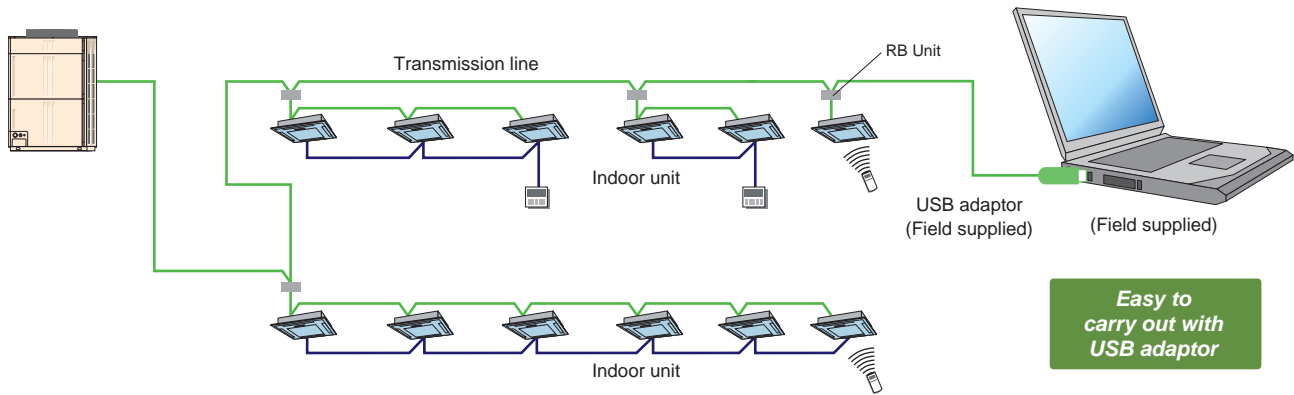 Transmission line
RB Unit
Indoor unit
USB adaptor
(Field supplied)
(Field supplied)
Easy to
carry out with
USB adaptor
Indoor unit